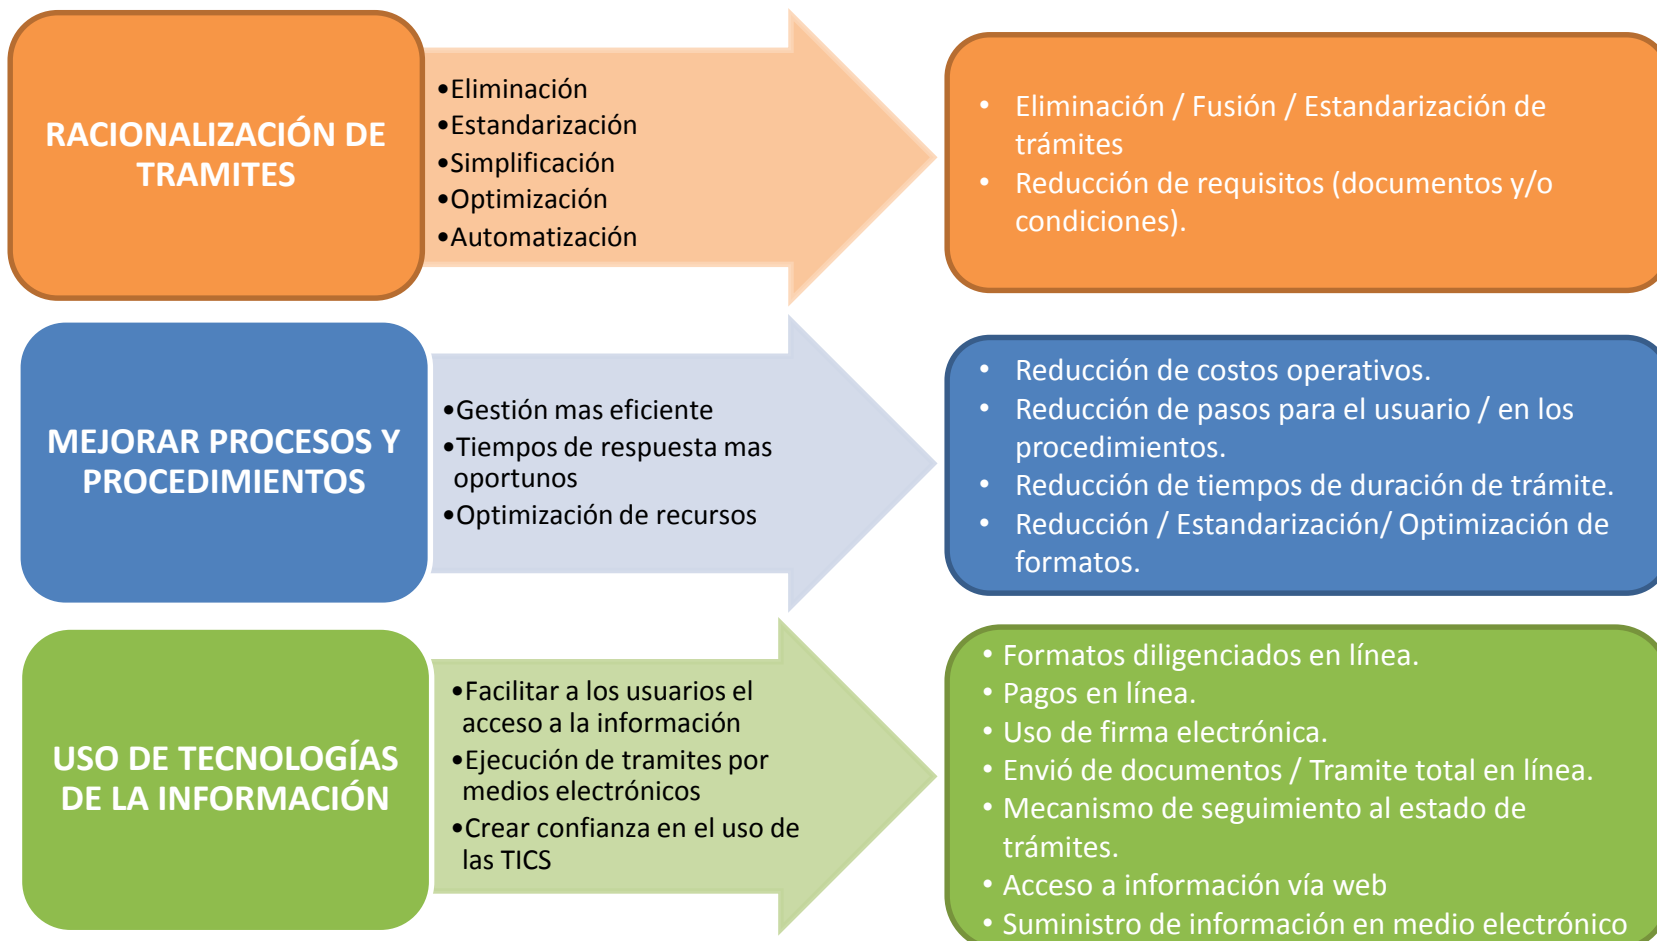 RACIONALIZACIÓN DE
TRAMITES
•Eliminación
•Estandarización
•Simplificación
•Optimización
•Automatización
• Eliminación / Fusión / Estandarización de
trámites
• Reducción de requisitos (documentos y/o
condiciones).
MEJORAR PROCESOS Y
PROCEDIMIENTOS
•Gestión mas eficiente
•Tiempos de respuesta mas
oportunos
•Optimización de recursos
• Reducción de costos operativos.
• Reducción de pasos para el usuario / en los
procedimientos.
• Reducción de tiempos de duración de trámite.
• Reducción / Estandarización/ Optimización de
formatos.
USO DE TECNOLOGÍAS
DE LA INFORMACIÓN
•Facilitar a los usuarios el
acceso a la información
•Ejecución de tramites por
medios electrónicos
•Crear confianza en el uso de
las TICS
• Formatos diligenciados en línea.
• Pagos en línea.
• Uso de firma electrónica.
• Envió de documentos / Tramite total en línea.
• Mecanismo de seguimiento al estado de
trámites.
• Acceso a información vía web
• Suministro de información en medio electrónico